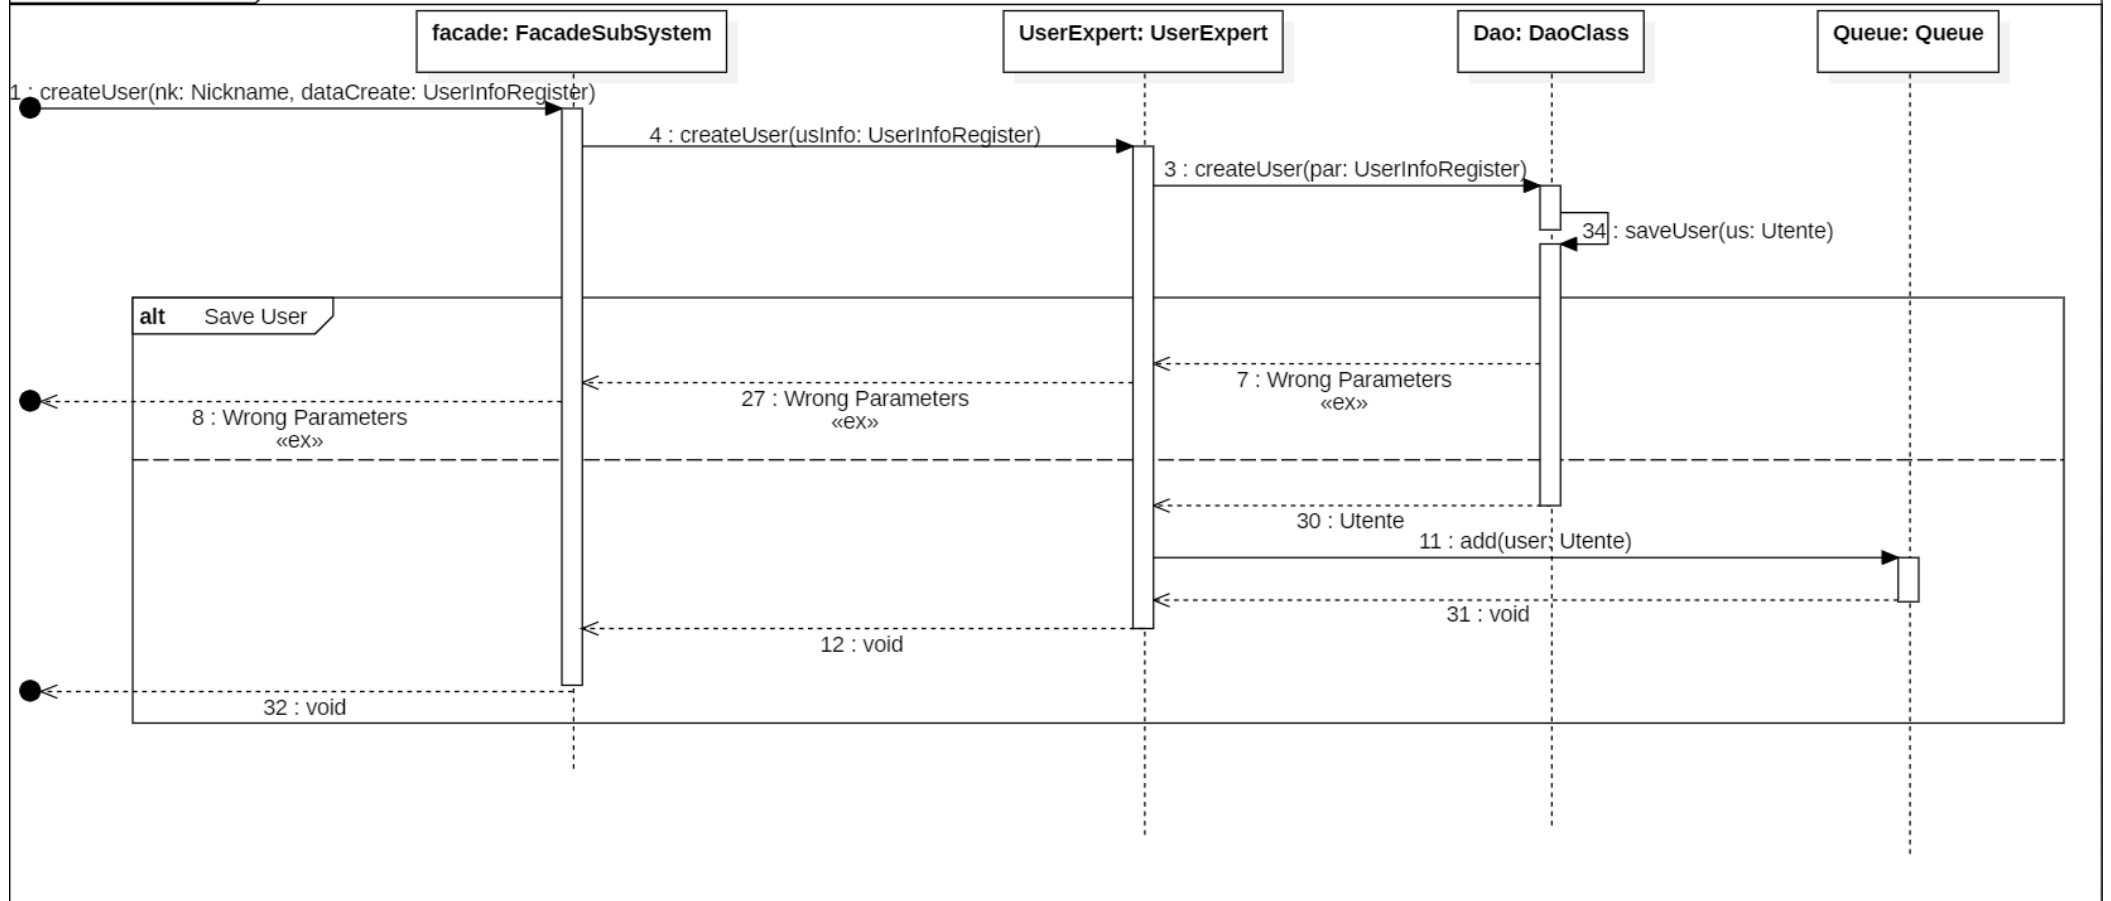 facade: FacadeSubSystem
UserExpert: UserExpert
Dao: DaoClass
Queue: Queue
1 : createUser(nk: Nickname, dataCreate: UserInfoRegister)
4 : createUser(usInfo: UserInfoRegister)
3 : createUser(par: UserInfoRegister)
34 : saveUser(us: Utente)
alt Save User
7 : Wrong Parameters
«ex»
27 : Wrong Parameters
«ex»
8 : Wrong Parameters
«ex»
30 : Utente
11 : add(user: Utente)
31 : void
12 : void
32 : void